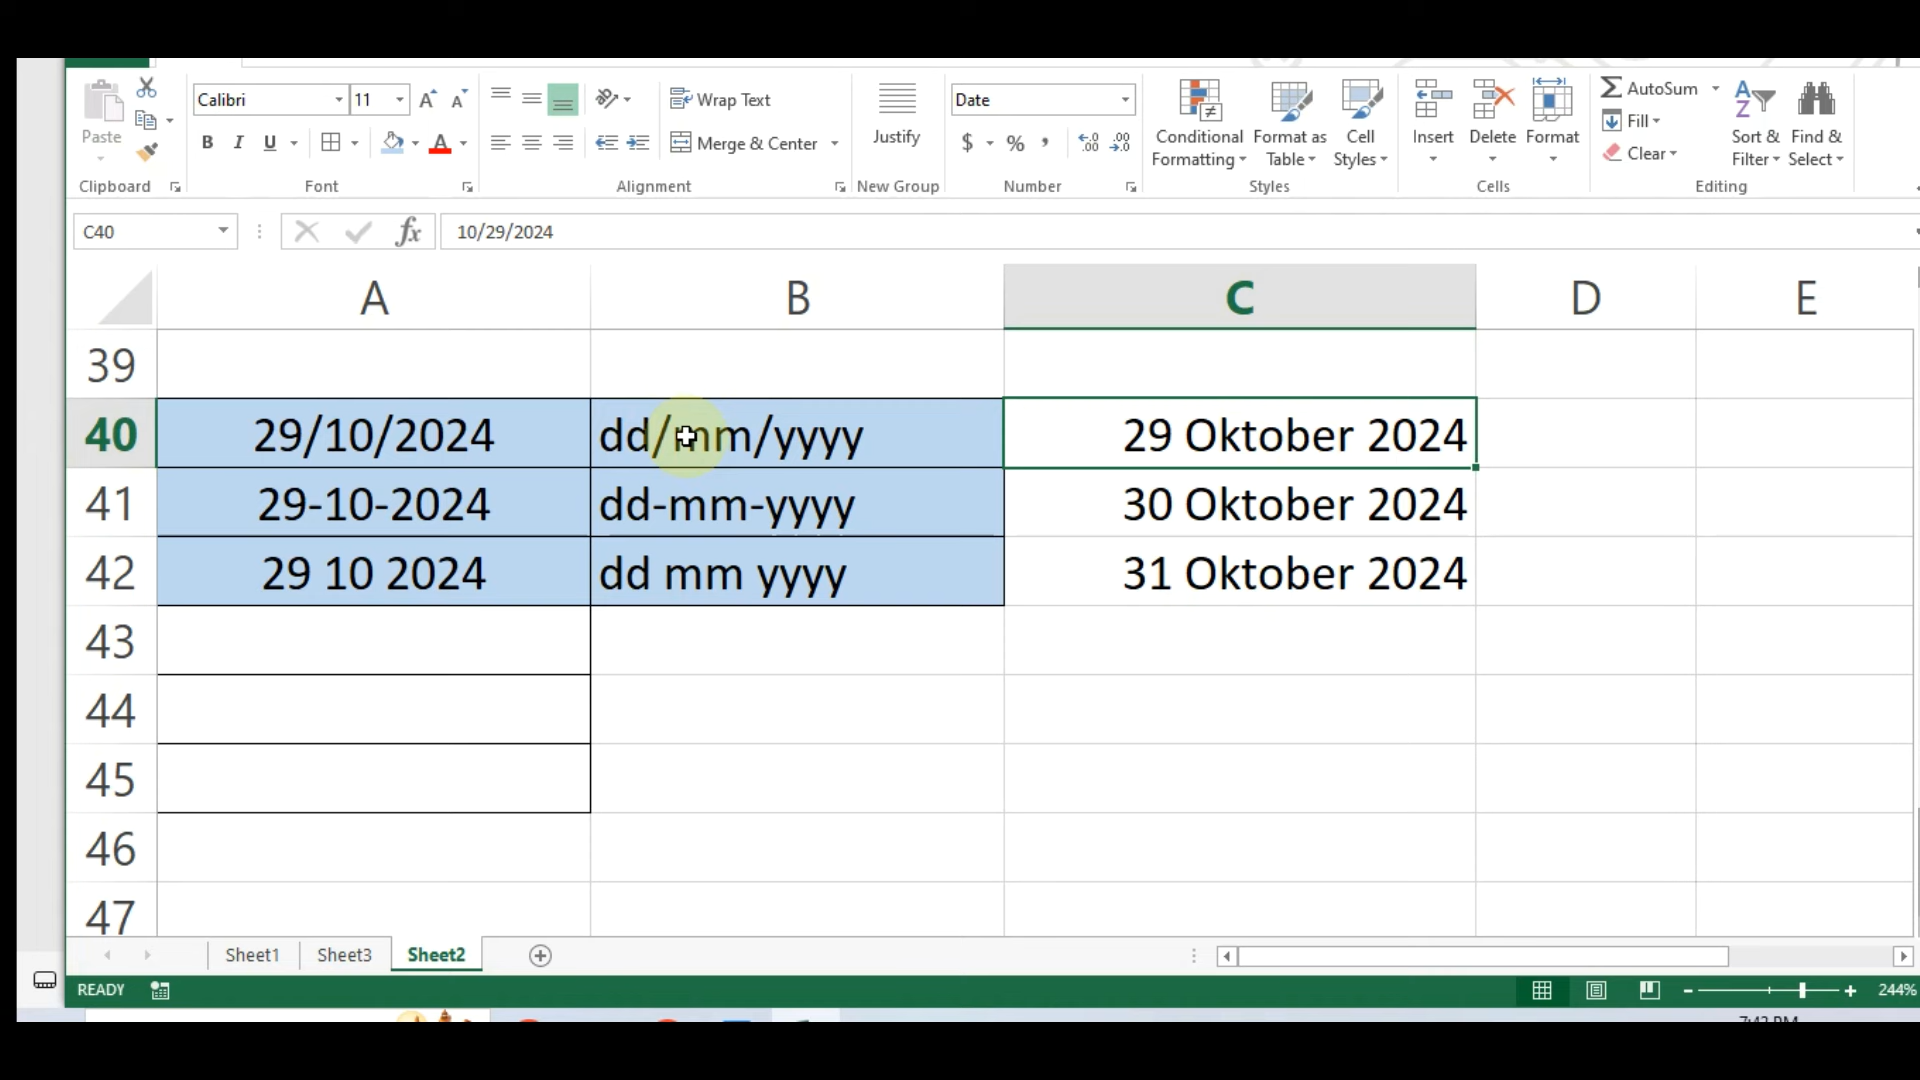 Calibri 11 Wrap Text Date AutoSum
Paste Justify Conditional Format as Cell Insert Delete Format Fill Sort & Find &
B I U Merge & Center $ % , Formatting Table Styles Clear Filter Select
Clipboard Font Alignment New Group Number Styles Cells Editing
C40 fx 10/29/2024
A B C D E
39
40 29/10/2024 dd/mm/yyyy 29 Oktober 2024
41 29-10-2024 dd-mm-yyyy 30 Oktober 2024
42 29 10 2024 dd mm yyyy 31 Oktober 2024
43
44
45
46
47
Sheet1 Sheet3 Sheet2
READY 244%